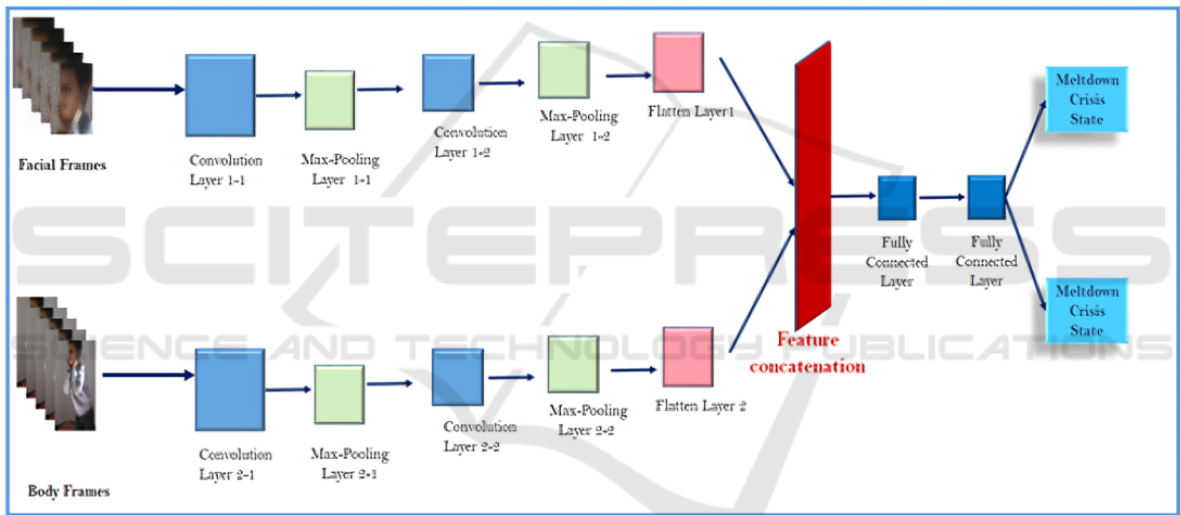 Facial Frames
Convolution
Layer 1-1
Max-Pooling
Layer 1-1
Convolution
Layer 1-2
Max-Pooling
Layer 1-2
Flatten Layer1
Meltdown
Crisis
State
Fully
Connected
Layer
Fully
Connected
Layer
SCITEPRESS
SCIENCE AND TECHNOLOGY PUBLICATIONS
Feature
concatenation
Meltdown
Crisis
State
Body Frames
Convolution
Layer 2-1
Max-Pooling
Layer 2-1
Convolution
Layer 2-2
Max-Pooling
Layer 2-2
Flatten Layer 2